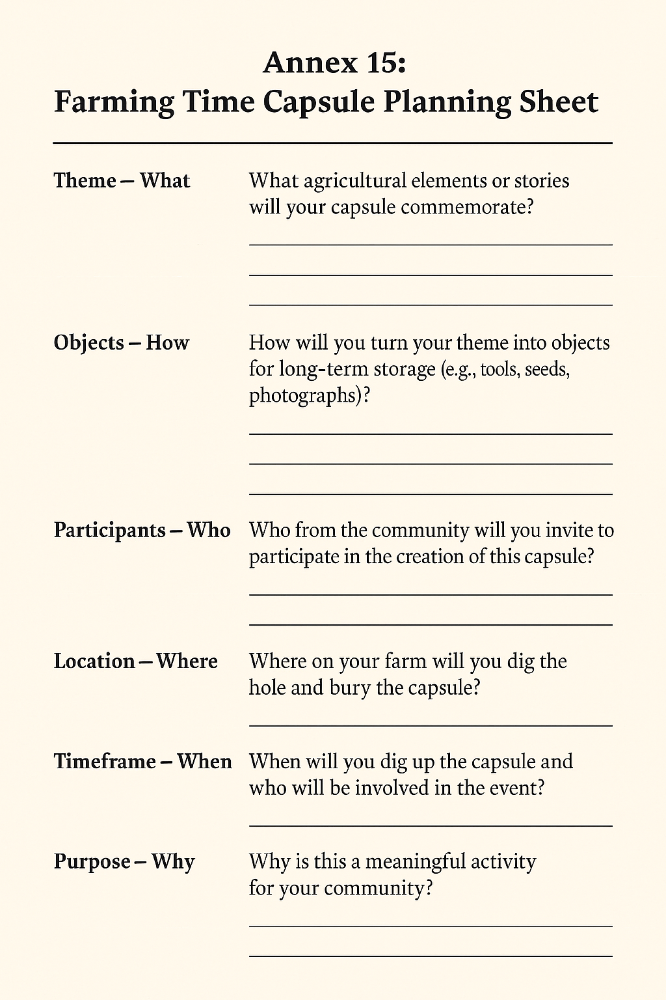 Annex 15:
Farming Time Capsule Planning Sheet
Theme – What
What agricultural elements or stories
will your capsule commemorate?
Objects – How
How will you turn your theme into objects
for long-term storage (e.g., tools, seeds,
photographs)?
Participants – Who
Who from the community will you invite to
participate in the creation of this capsule?
Location – Where
Where on your farm will you dig the
hole and bury the capsule?
Timeframe – When
When will you dig up the capsule and
who will be involved in the event?
Purpose – Why
Why is this a meaningful activity
for your community?